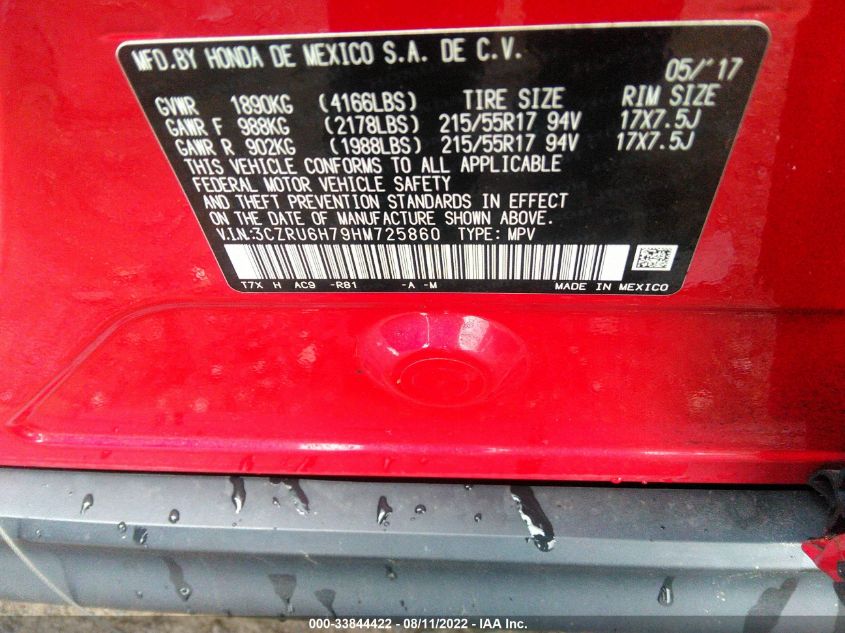 MFD.BY HONDA DE MEXICO S.A. DE C.V.
05/'17
GVWR 1890KG (4166LBS) TIRE SIZE RIM SIZE
GAWR F 988KG (2178LBS) 215/55R17 94V 17X7.5J
GAWR R 902KG (1988LBS) 215/55R17 94V 17X7.5J
THIS VEHICLE CONFORMS TO ALL APPLICABLE
FEDERAL MOTOR VEHICLE SAFETY
AND THEFT PREVENTION STANDARDS IN EFFECT
ON THE DATE OF MANUFACTURE SHOWN ABOVE.
V.I.N:3CZRU6H79HM725860 TYPE: MPV
T7X H AC9 -R81 -A -M MADE IN MEXICO
000-33844422 - 08/11/2022 - IAA Inc.